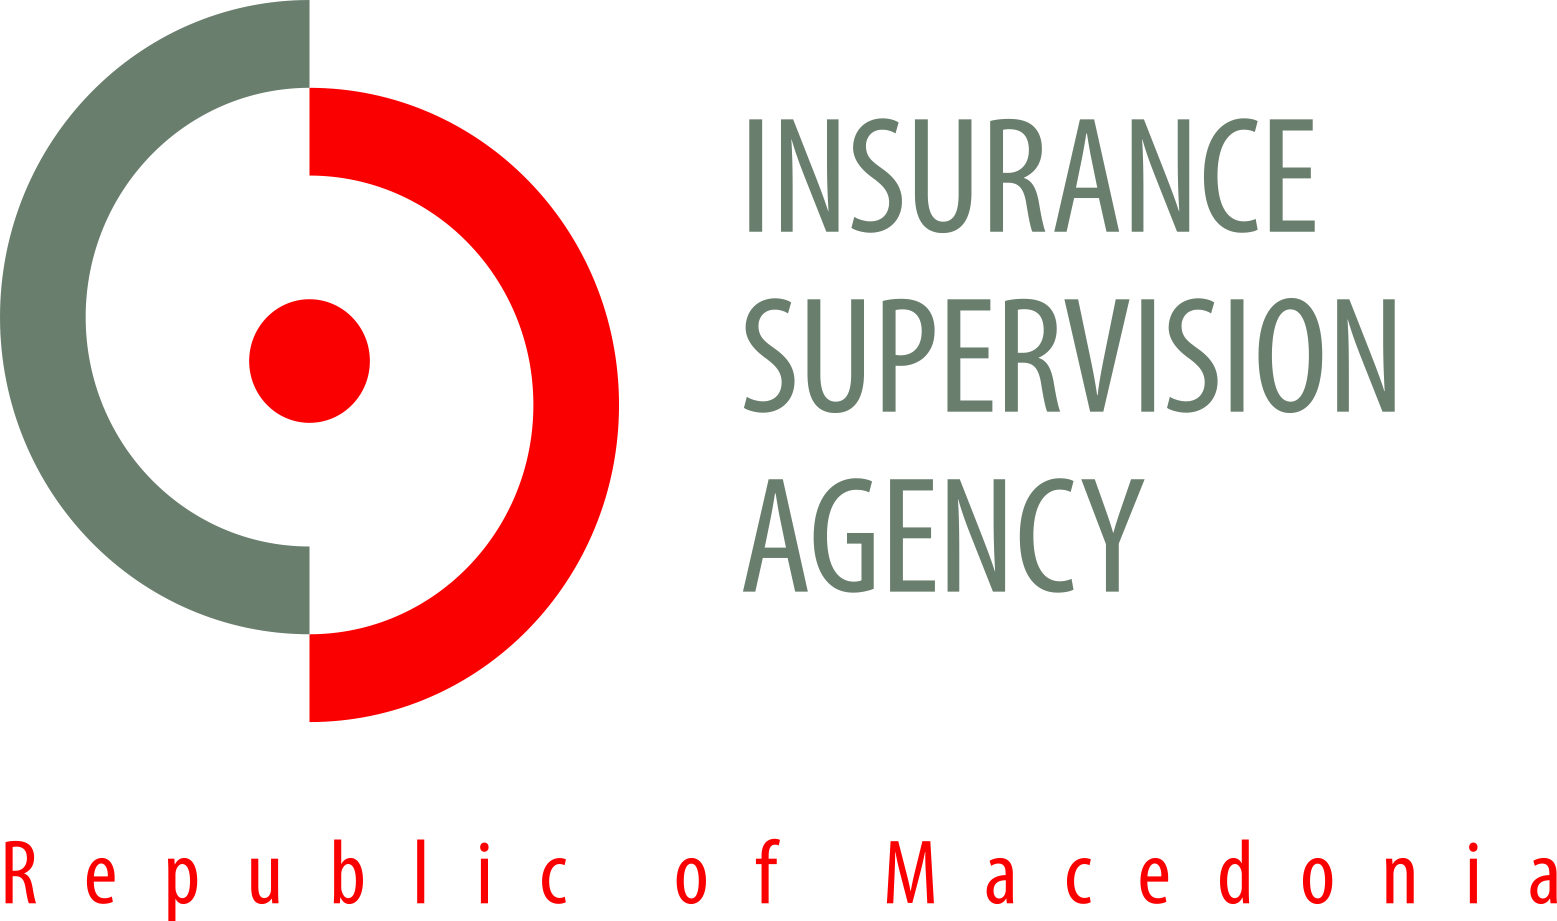 INSURANCE
SUPERVISION
AGENCY
Republic of Macedonia